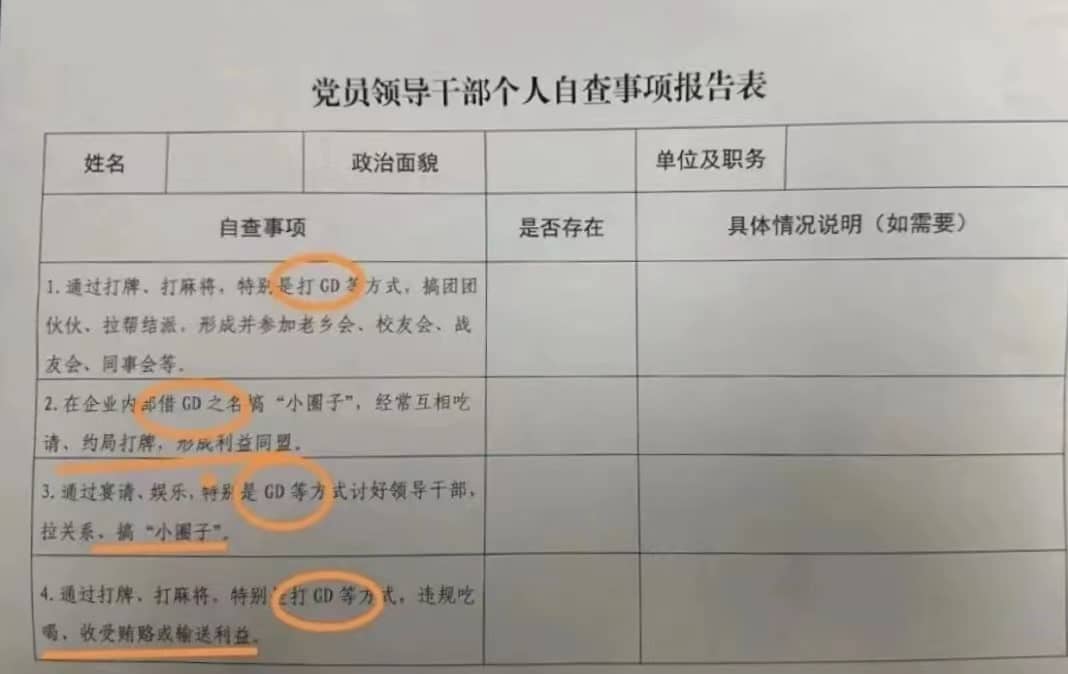 党员领导干部个人自查事项报告表
姓名 政治面貌 单位及职务
自查事项 是否存在 具体情况说明（如需要）
1.通过打牌、打麻将，特别是打GD等方式，搞团团
伙伙、拉帮结派，形成并参加老乡会、校友会、战
友会、同事会等。
2.在企业内部借GD之名搞“小圈子”，经常互相吃
请、约局打牌，形成利益同盟。
3.通过宴请、娱乐，特别是GD等方式讨好领导干部，
拉关系、搞“小圈子”。
4.通过打牌、打麻将，特别是打GD等方式，违规吃
喝、收受贿赂或输送利益。